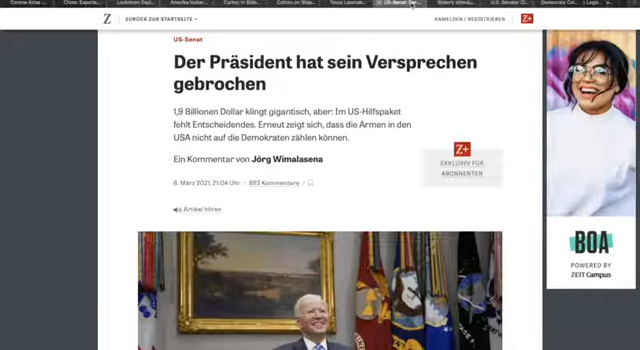 US-Senat: Der...
Z
ZURÜCK ZUR STARTSEITE
ANMELDEN / REGISTRIEREN
Z+
US-Senat
Der Präsident hat sein Versprechen
gebrochen
1,9 Billionen Dollar klingt gigantisch, aber: Im US-Hilfspaket
fehlt Entscheidendes. Erneut zeigt sich, dass die Armen in den
USA nicht auf die Demokraten zählen können.
Ein Kommentar von Jörg Wimalasena
Z+
EXKLUSIV FÜR
ABONNENTEN
6. März 2021, 21:04 Uhr / 693 Kommentare /
Artikel hören
BOA
POWERED BY
ZEIT Campus